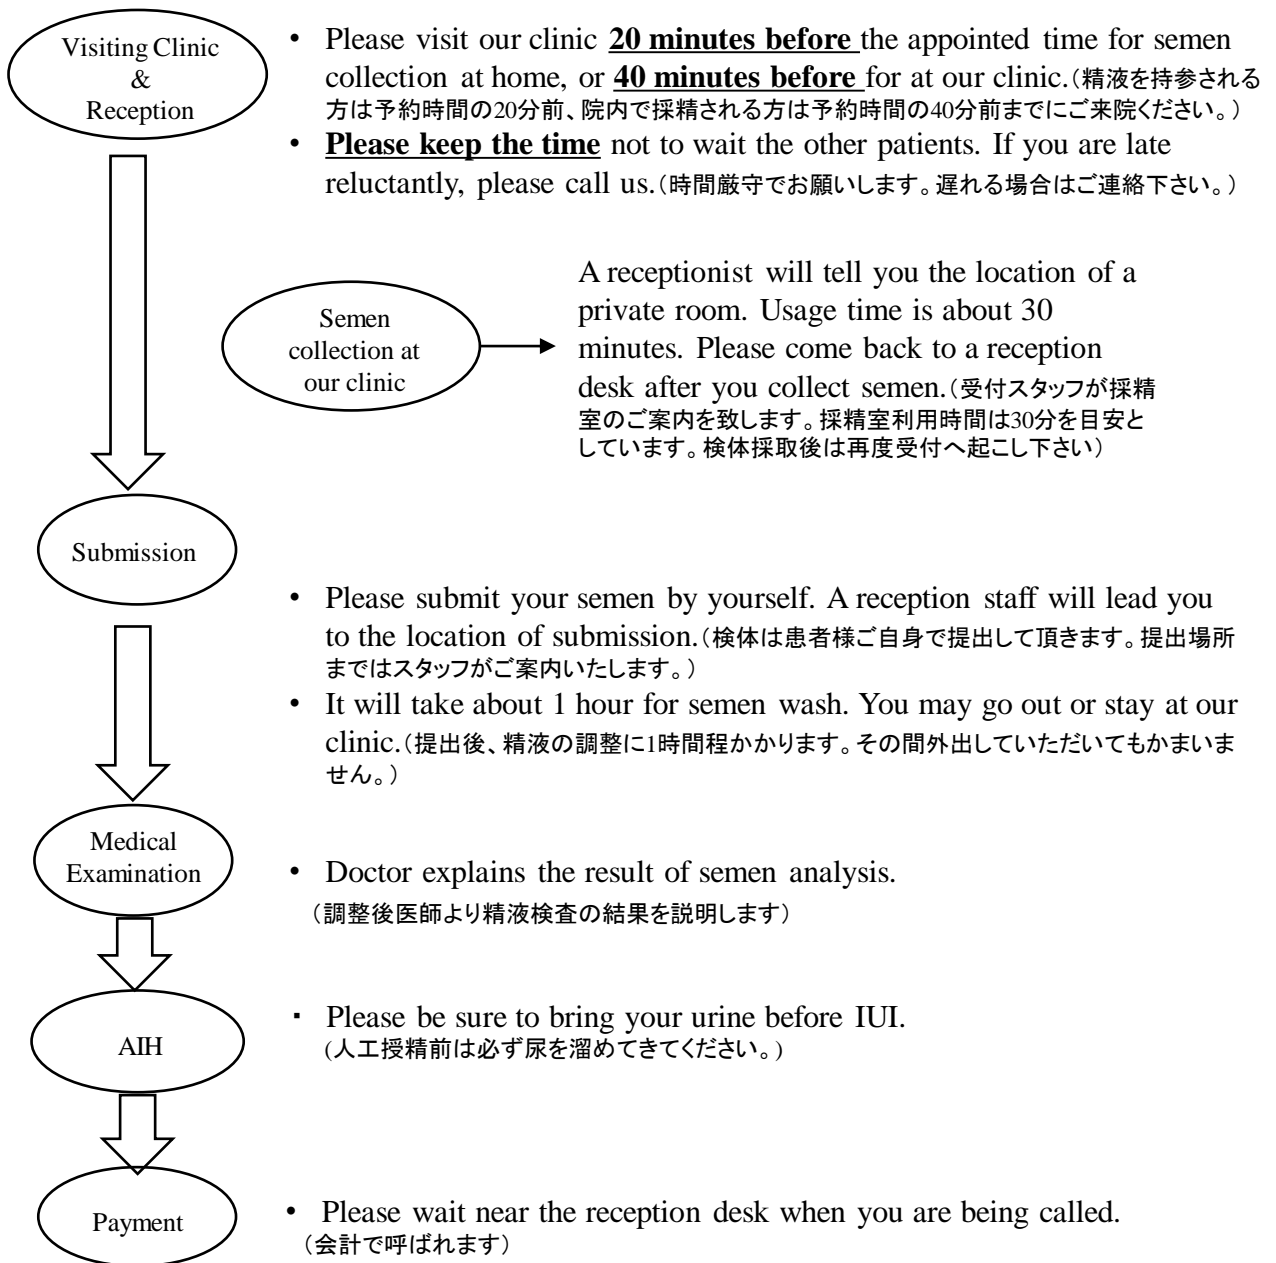 Visiting Clinic
&
Reception
• Please visit our clinic 20 minutes before the appointed time for semen
collection at home, or 40 minutes before for at our clinic.（精液を持参される
方は予約時間の20分前、院内で採精される方は予約時間の40分前までにご来院ください。）
• Please keep the time not to wait the other patients. If you are late
reluctantly, please call us.（時間厳守でお願いします。遅れる場合はご連絡下さい。）
Semen
collection at
our clinic
A receptionist will tell you the location of a
private room. Usage time is about 30
minutes. Please come back to a reception
desk after you collect semen.（受付スタッフが採精
室のご案内を致します。採精室利用時間は30分を目安と
しています。検体採取後は再度受付へ起こし下さい）
Submission
• Please submit your semen by yourself. A reception staff will lead you
to the location of submission.（検体は患者様ご自身で提出して頂きます。提出場所
まではスタッフがご案内いたします。）
• It will take about 1 hour for semen wash. You may go out or stay at our
clinic.（提出後、精液の調整に1時間程かかります。その間外出していただいてもかまいま
せん。）
Medical
Examination
• Doctor explains the result of semen analysis.
（調整後医師より精液検査の結果を説明します）
AIH
・ Please be sure to bring your urine before IUI.
(人工授精前は必ず尿を溜めてきてください。)
Payment
• Please wait near the reception desk when you are being called.
（会計で呼ばれます）